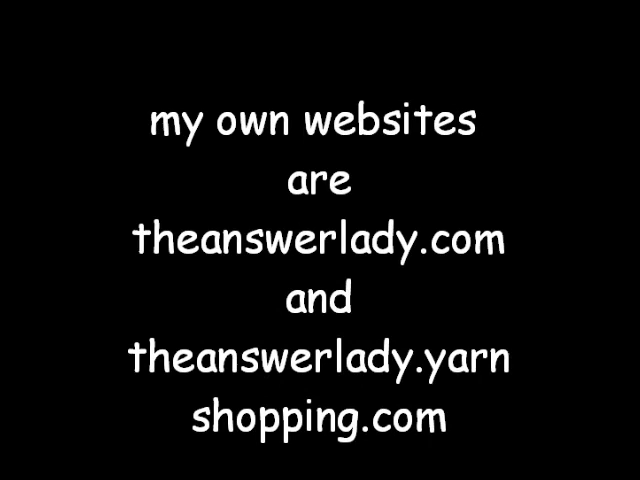 my own websites
are
theanswerlady.com
and
theanswerlady.yarn
shopping.com